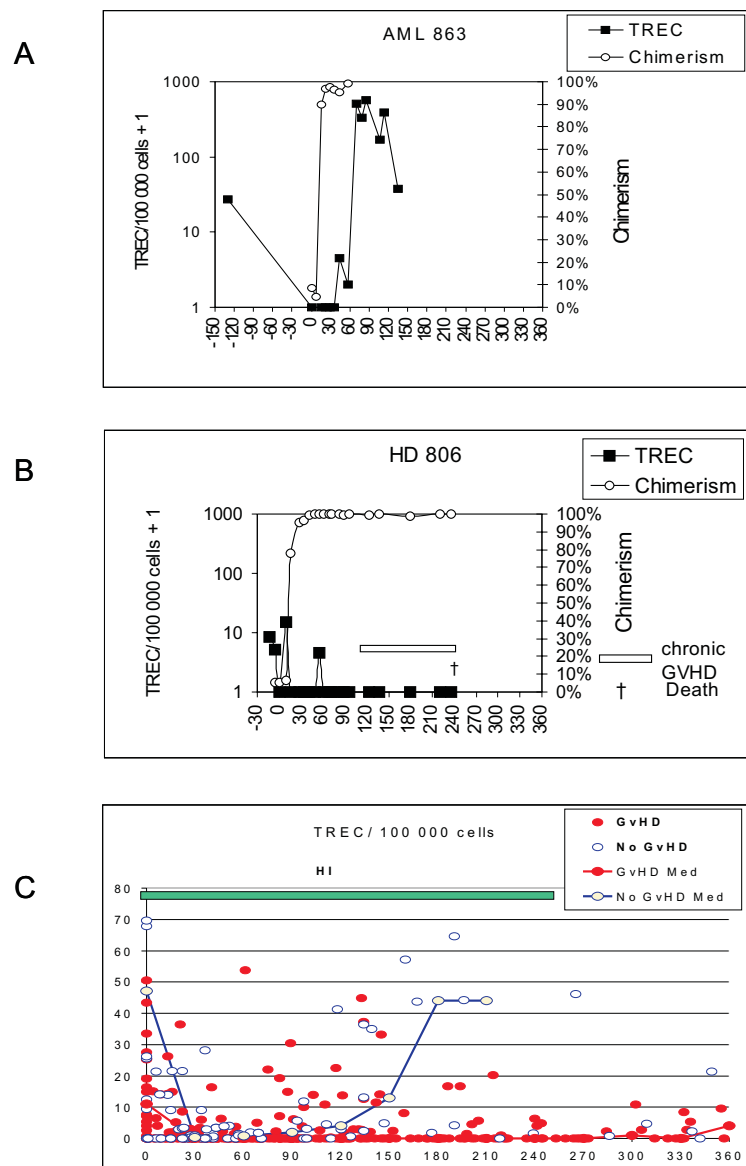 A
AML 863
TREC
Chimerism
TREC/100 000 cells + 1
1000
100
10
1
100%
90%
80%
70%
60%
50%
40%
30%
20%
10%
0%
Chimerism
-150 -120 -90 -60 -30 0 30 60 90 120 150 180 210 240 270 300 330 360
B
HD 806
TREC
Chimerism
TREC/100 000 cells + 1
1000
100
10
1
100%
90%
80%
70%
60%
50%
40%
30%
20%
10%
0%
Chimerism
chronic
GVHD
†
† Death
-30 0 30 60 90 120 150 180 210 240 270 300 330 360
C
TREC/ 100 000 cells
HI
GvHD
No GvHD
GvHD Med
No GvHD Med
80
70
60
50
40
30
20
10
0
0 30 60 90 120 150 180 210 240 270 300 330 360